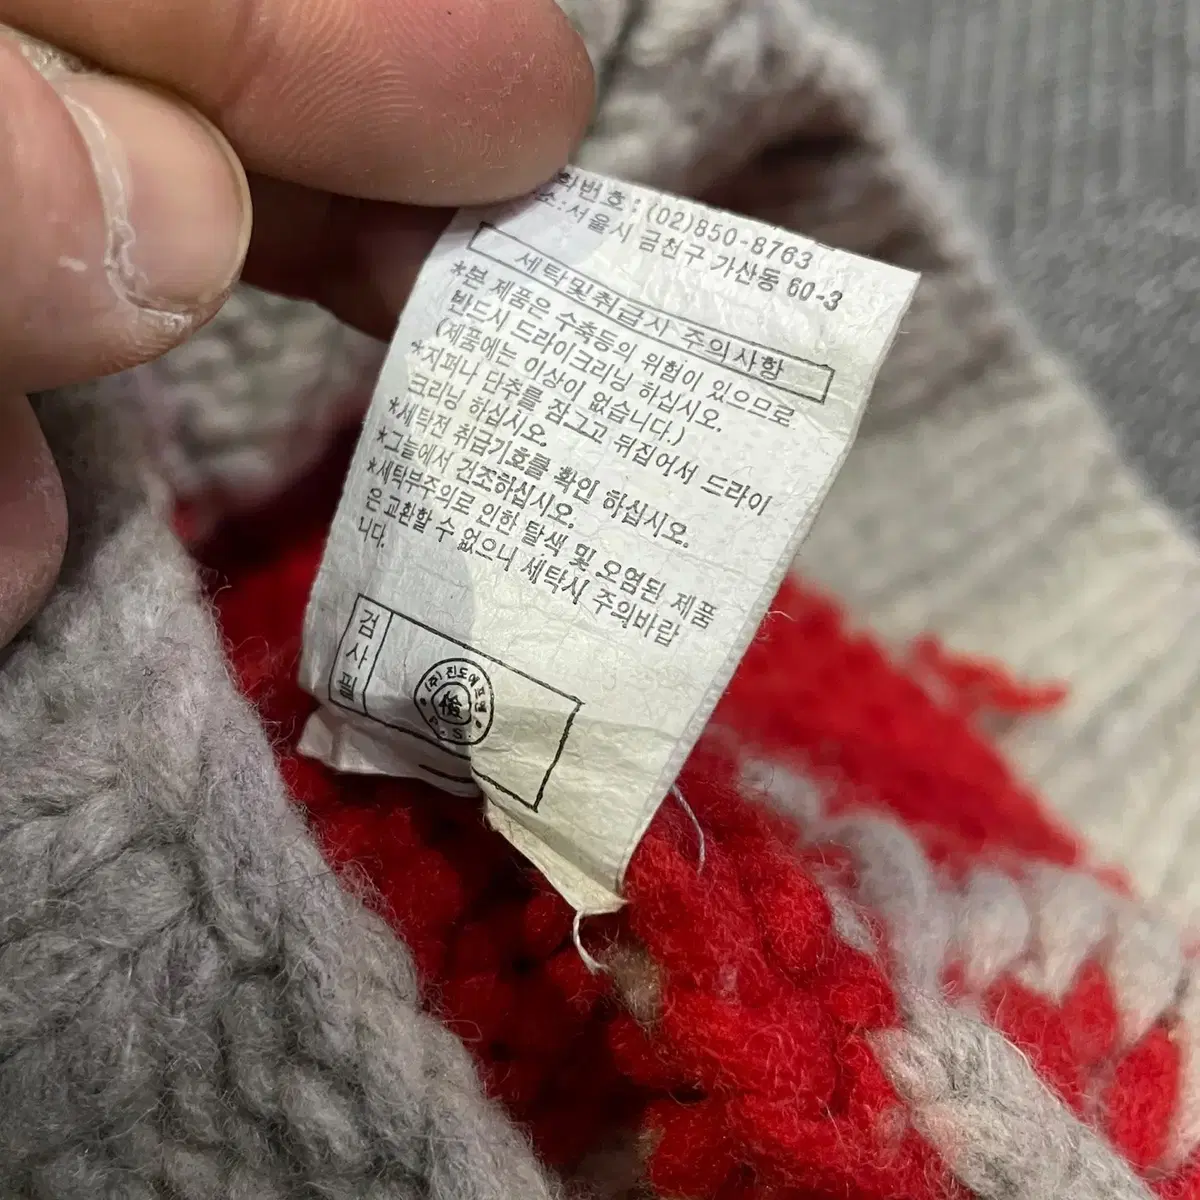 화번호:(02)850-8763
소:서울시 금천구 가산동 60-3
세탁및취급시 주의사항
*본 제품은 수축등의 위험이 있으므로
반드시 드라이크리닝 하십시오.
(제품에는 이상이 없습니다.)
*지퍼나 단추를 잠그고 뒤집어서 드라이
크리닝 하십시오.
*세탁전 취급기호를 확인 하십시오.
*그늘에서 건조하십시오.
*세탁부주의로 인한 탈색 및 오염된 제품
은교환할 수 없으니 세탁시 주의바랍
니다.
검사필
(주)진도에프앤
P.S.